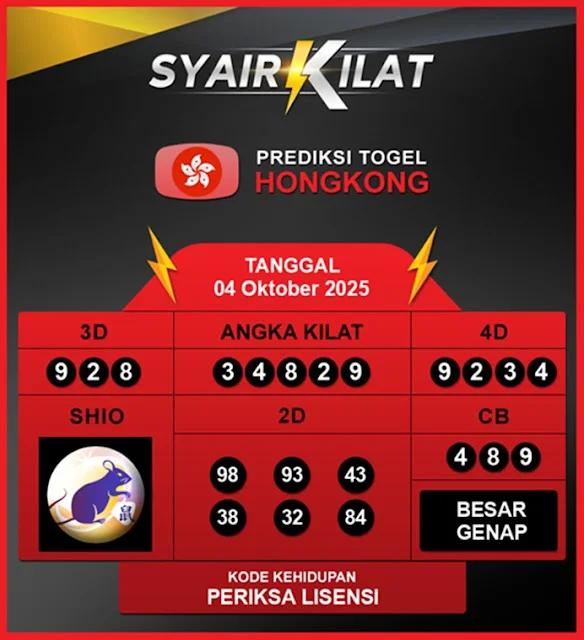 SYAIR KILAT
PREDIKSI TOGEL
HONGKONG
TANGGAL
04 Oktober 2025
3D
ANGKA KILAT
4D
9 2 8
3 4 8 2 9
9 2 3 4
SHIO
2D
CB
鼠
98 93 43
38 32 84
4 8 9
BESAR
GENAP
KODE KEHIDUPAN
PERIKSA LISENSI